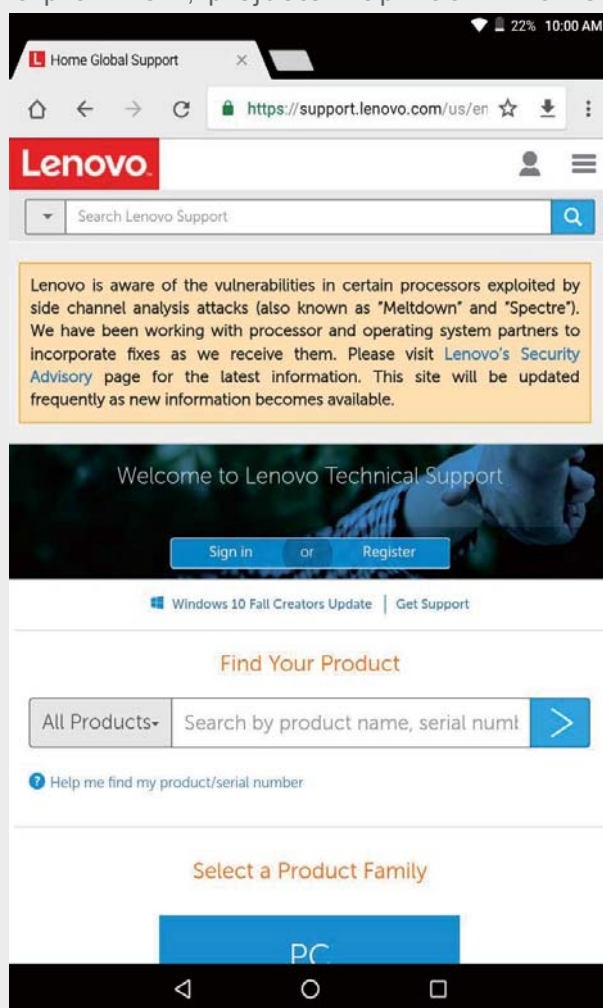 22% 10:00 AM
Home Global Support
https://support.lenovo.com/us/en
Lenovo
Search Lenovo Support
Lenovo is aware of the vulnerabilities in certain processors exploited by
side channel analysis attacks (also known as "Meltdown" and "Spectre").
We have been working with processor and operating system partners to
incorporate fixes as we receive them. Please visit Lenovo's Security
Advisory page for the latest information. This site will be updated
frequently as new information becomes available.
Welcome to Lenovo Technical Support
Sign in or Register
Windows 10 Fall Creators Update | Get Support
Find Your Product
All Products Search by product name, serial numb
Help me find my product/serial number
Select a Product Family
PC